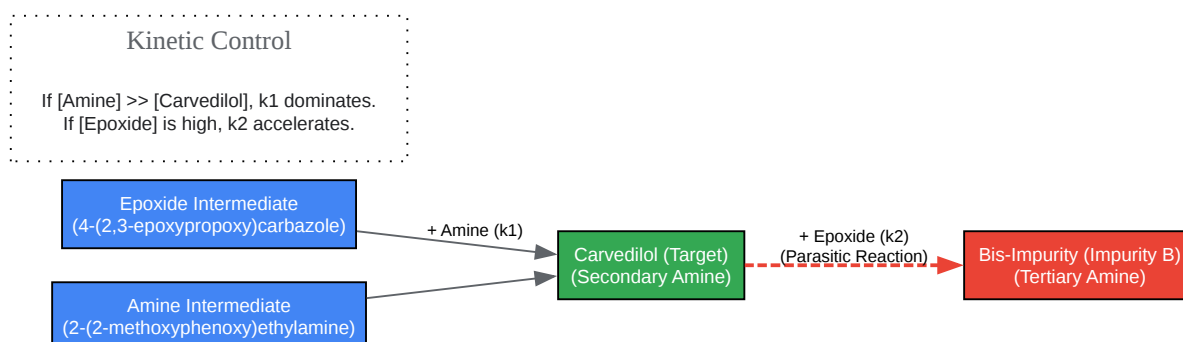 Kinetic Control
If [Amine] >> [Carvedilol], k1 dominates.
If [Epoxide] is high, k2 accelerates.
Epoxide Intermediate
(4-(2,3-epoxypropoxy)carbazole)
+ Amine (k1)
Amine Intermediate
(2-(2-methoxyphenoxy)ethylamine)
Carvedilol (Target)
(Secondary Amine)
+ Epoxide (k2)
(Parasitic Reaction)
Bis-Impurity (Impurity B)
(Tertiary Amine)